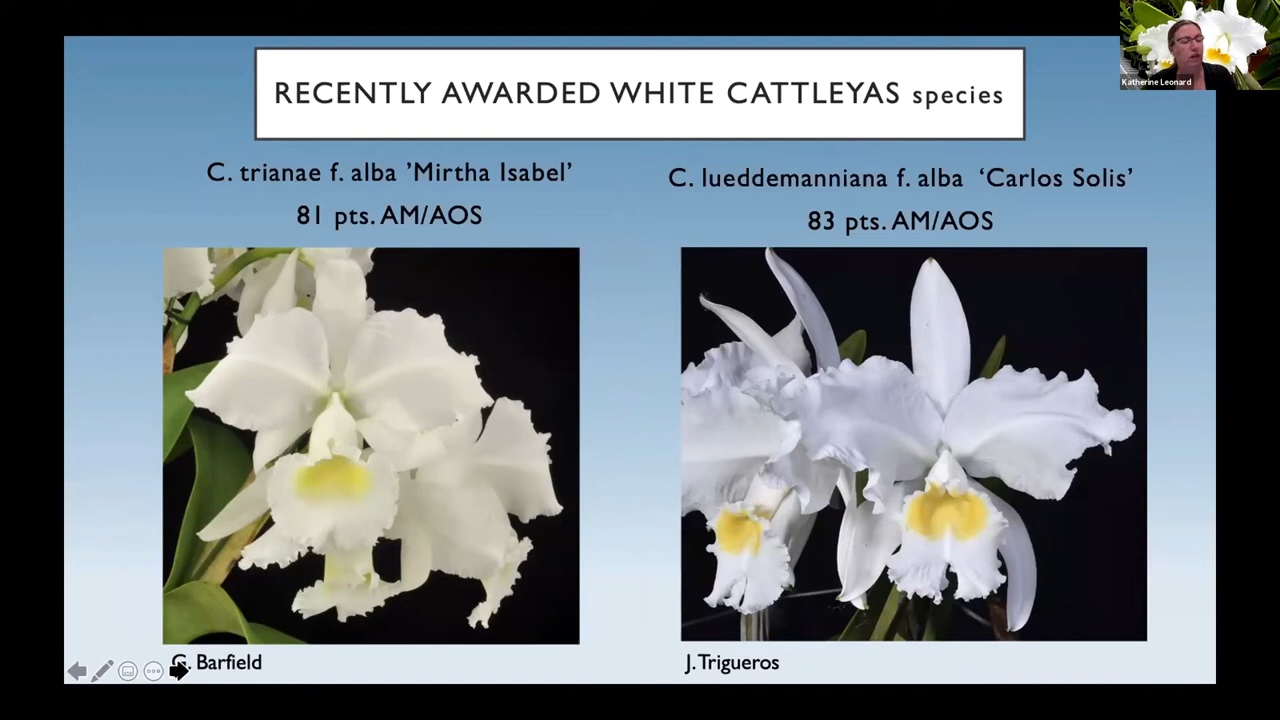 RECENTLY AWARDED WHITE CATTLEYAS species
Katherine Leonard
C. trianae f. alba ’Mirtha Isabel’
81 pts. AM/AOS
C. lueddemanniana f. alba ‘Carlos Solis’
83 pts. AM/AOS
G. Barfield
J. Trigueros